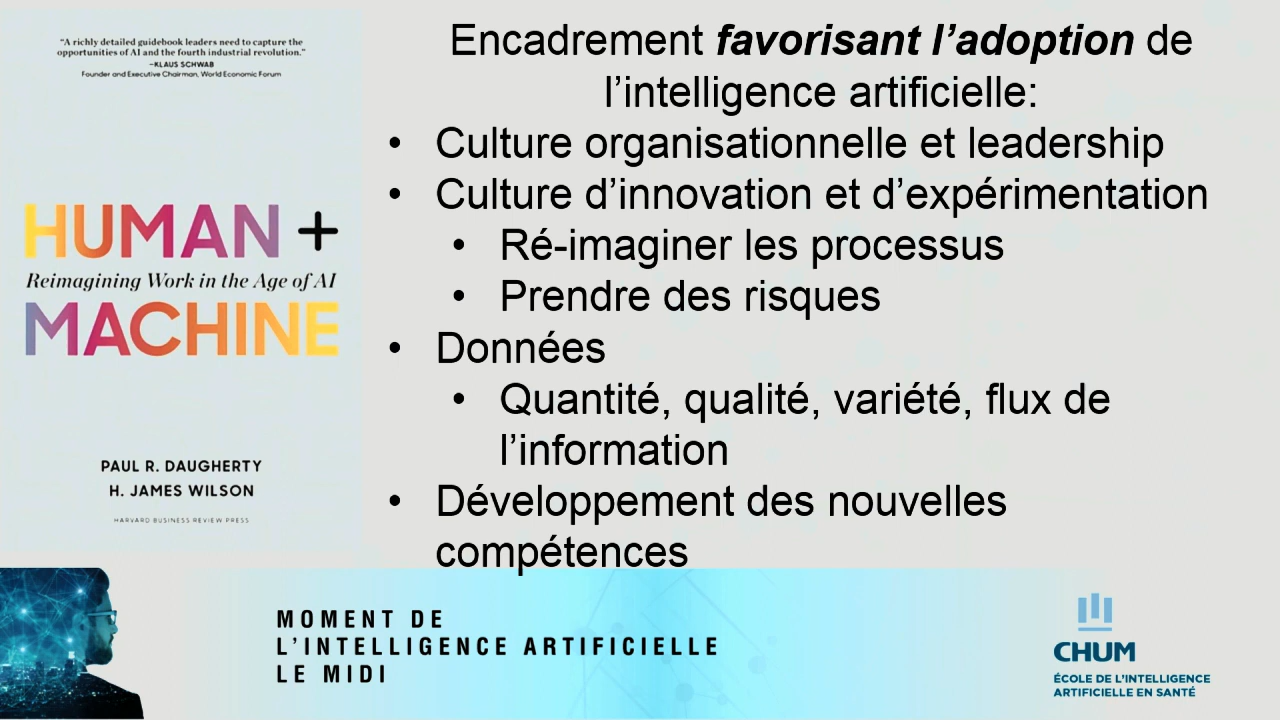 “A richly detailed guidebook leaders need to capture the
opportunities of AI and the fourth industrial revolution.”
–KLAUS SCHWAB
Founder and Executive Chairman, World Economic Forum
HUMAN +
Reimagining Work in the Age of AI
MACHINE
PAUL R. DAUGHERTY
H. JAMES WILSON
HARVARD BUSINESS REVIEW PRESS
Encadrement favorisant l’adoption de
l’intelligence artificielle:
• Culture organisationnelle et leadership
• Culture d’innovation et d’expérimentation
• Ré-imaginer les processus
• Prendre des risques
• Données
• Quantité, qualité, variété, flux de
l’information
• Développement des nouvelles
compétences
MOMENT DE
L’INTELLIGENCE ARTIFICIELLE
LE MIDI
CHUM
ÉCOLE DE L’INTELLIGENCE
ARTIFICIELLE EN SANTÉ